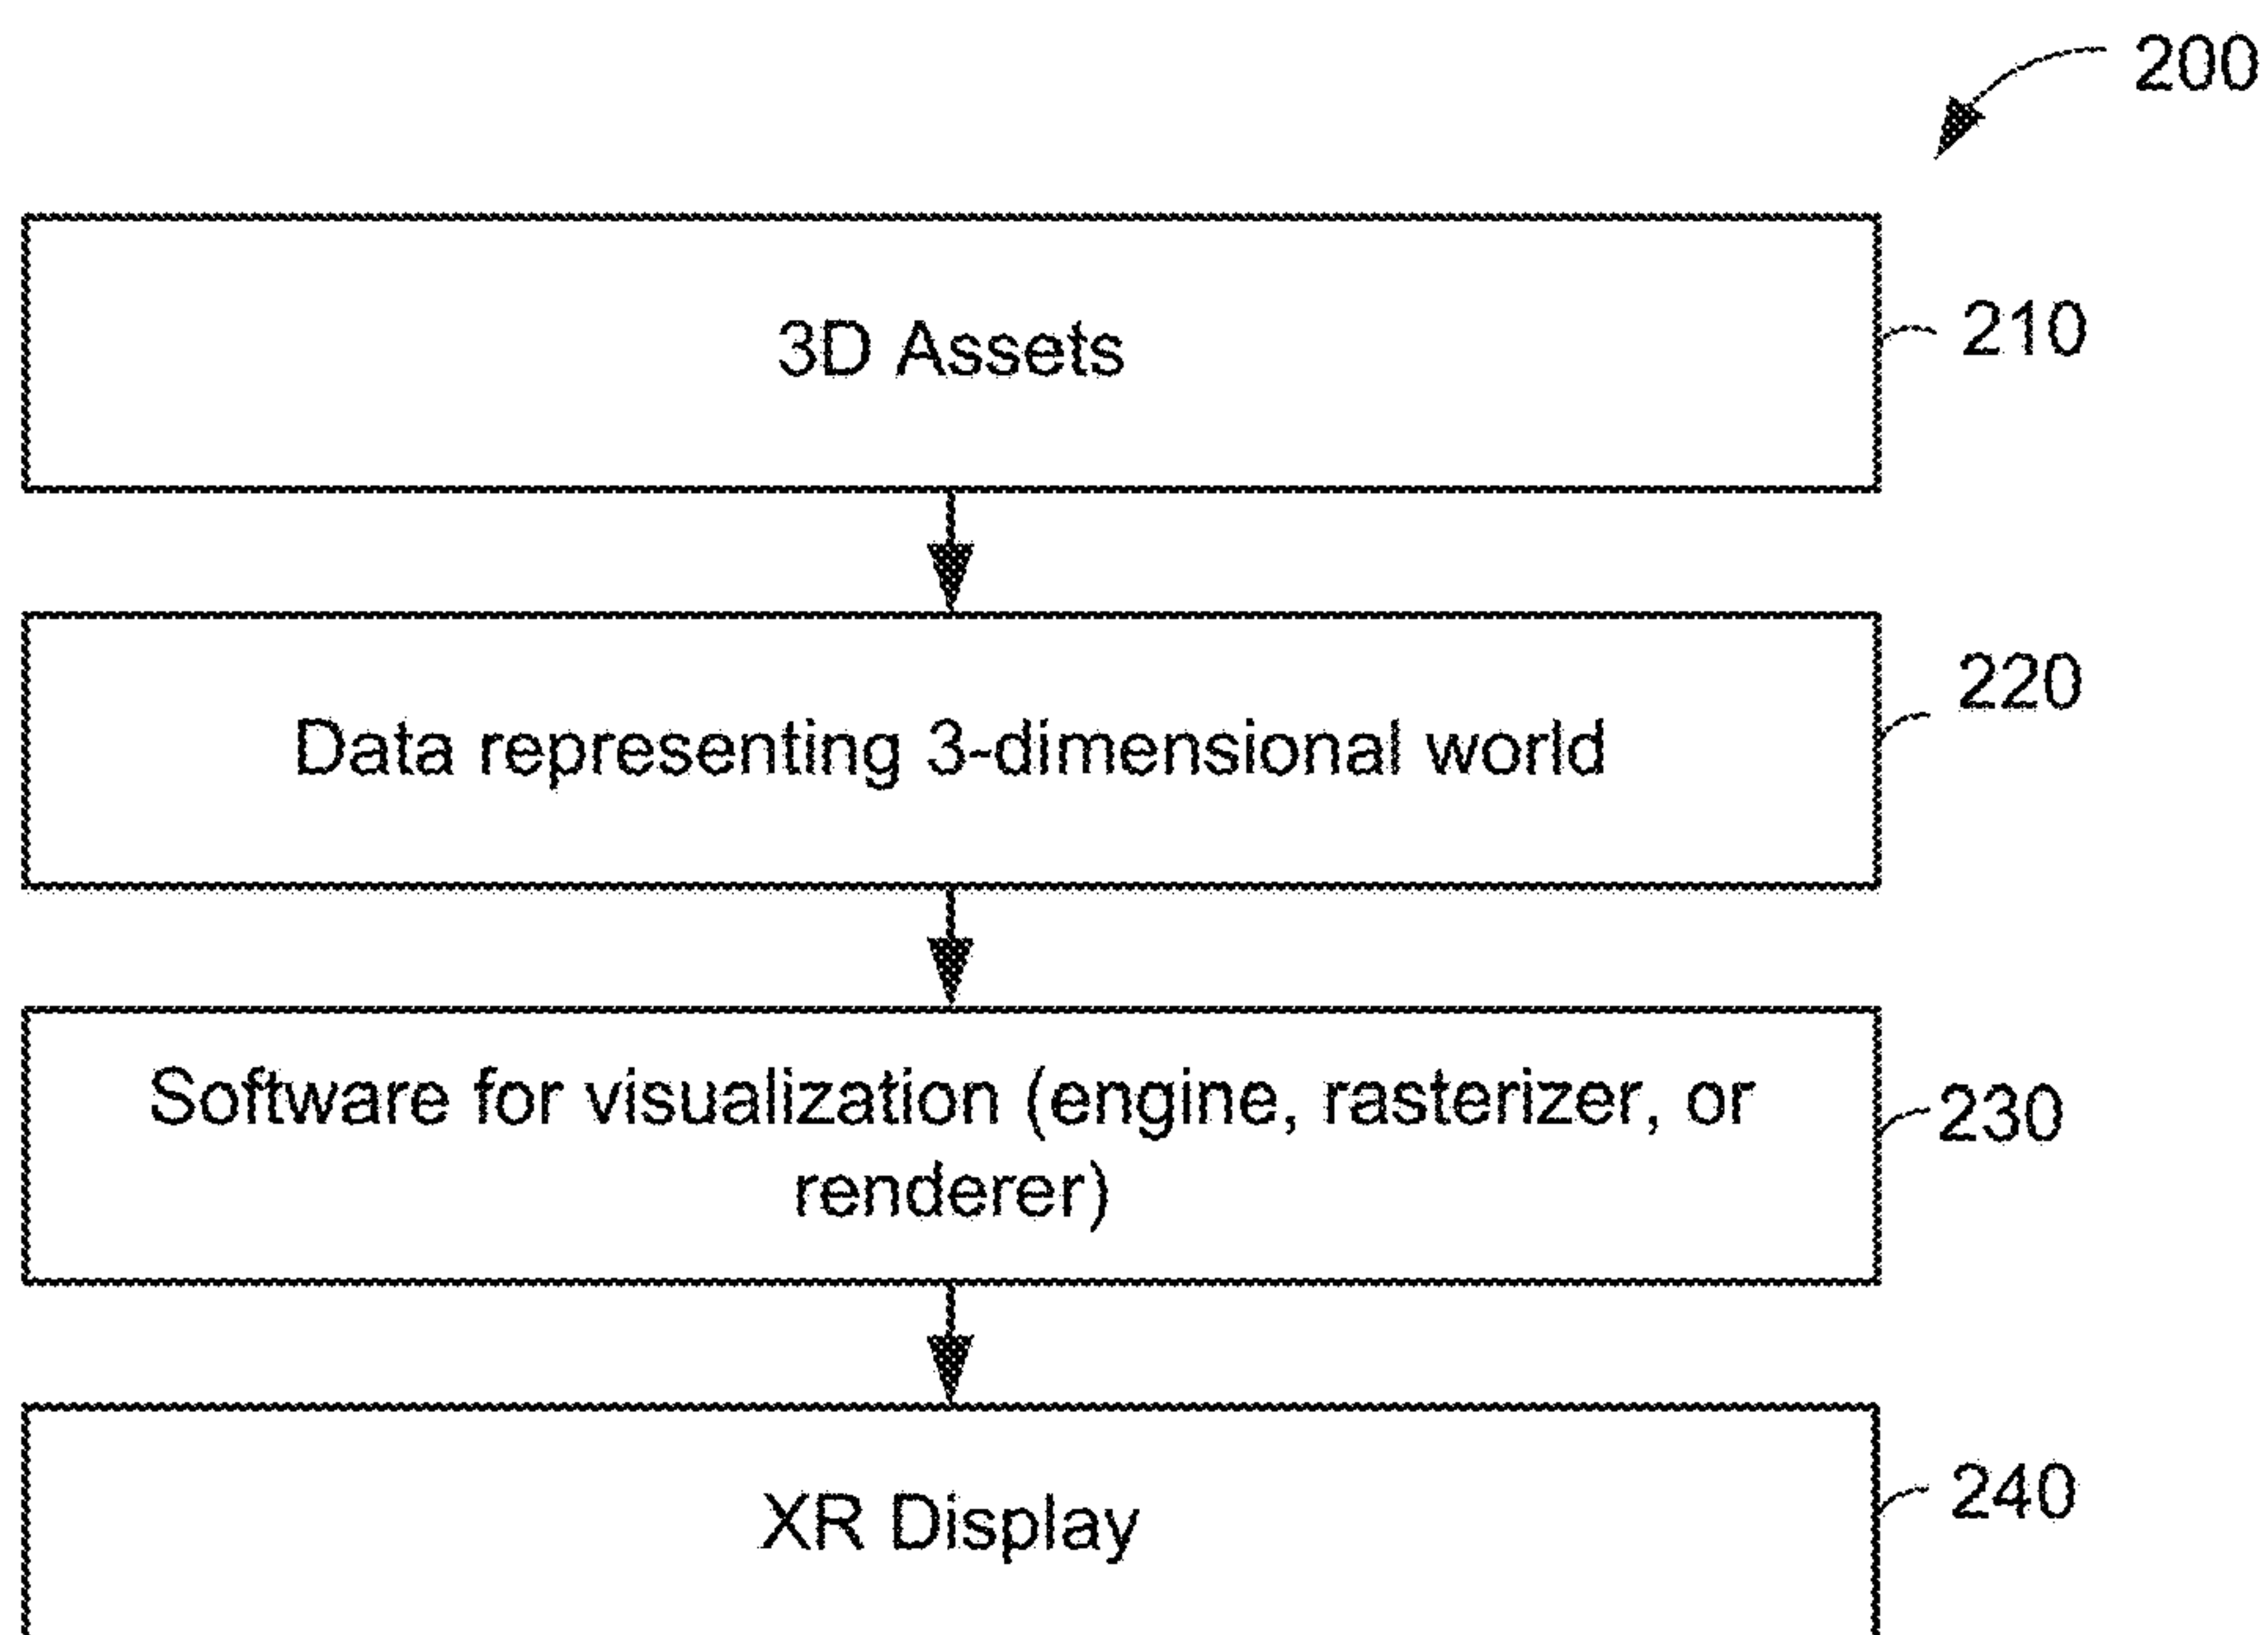 200
3D Assets
210
Data representing 3-dimensional world
220
Software for visualization (engine, rasterizer, or
renderer)
230
XR Display
240